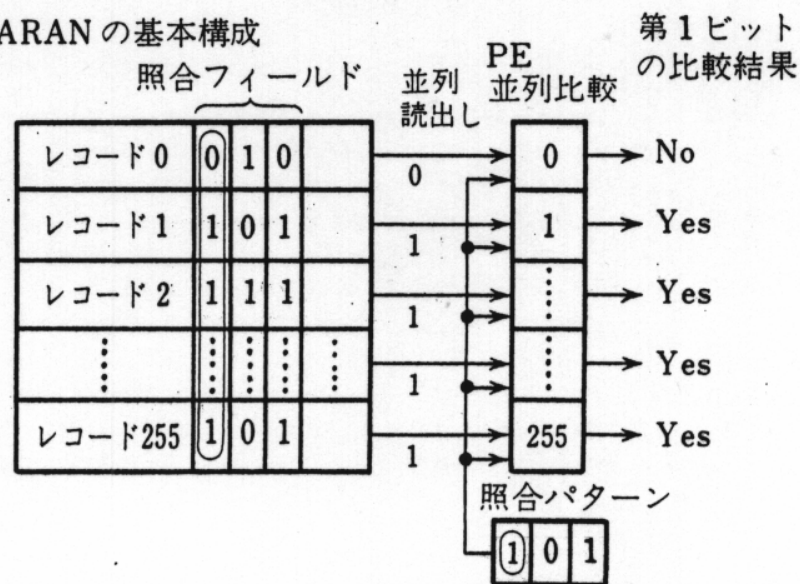 ARAN の基本構成
照合フィールド
並列
読出し
PE
並列比較
第1ビット
の比較結果
レコード 0 0 1 0
0
0
No
レコード 1 1 0 1
1
1
Yes
レコード 2 1 1 1
1
Yes
1
Yes
レコード 255 1 0 1
1
255
Yes
照合パターン
1 0 1